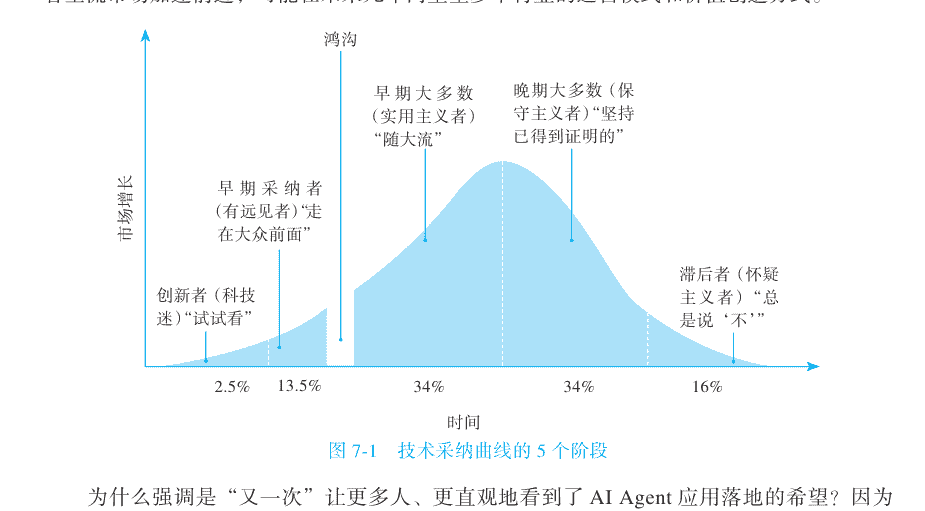 鸿沟
早期大多数
（实用主义者）
“随大流”
晚期大多数（保
守主义者）“坚持
已得到证明的”
早期采纳者
（有远见者）“走
在大众前面”
市场增长
创新者（科技
迷）“试试看”
滞后者（怀疑
主义者）“总
是说‘不’”
2.5% 13.5% 34% 34% 16%
时间
图 7-1 技术采纳曲线的 5 个阶段
为什么强调是“又一次”让更多人、更直观地看到了 AI Agent 应用落地的希望？因为